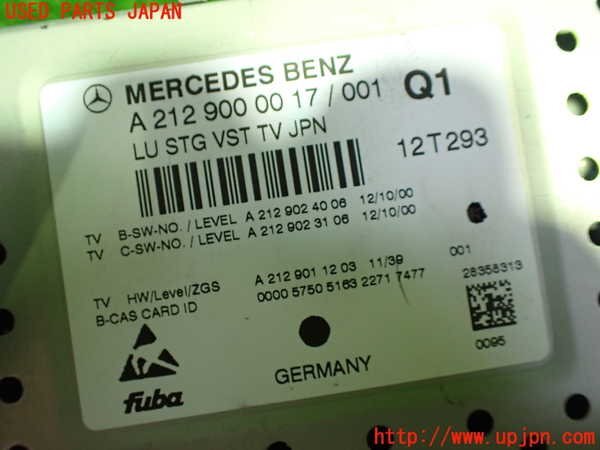 USED PARTS JAPAN
MERCEDES BENZ
A 212 900 00 17 / 001 Q1
LU STG VST TV JPN
12T293
TV B-SW-NO. / LEVEL A 212 902 40 06 12/10/00
TV C-SW-NO. / LEVEL A 212 902 31 06 12/10/00
TV HW/Level/ZGS A 212 901 12 03 11/39 001
B-CAS CARD ID 0000 5750 5163 2271 7477
28358313
0095
GERMANY
fuba
http://www.upjpn.com/